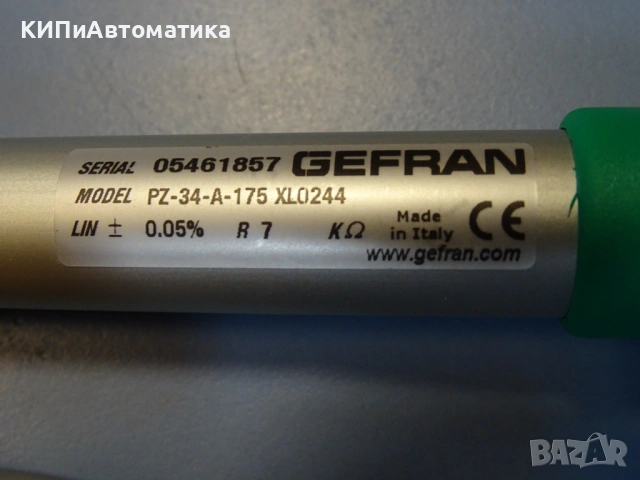 КИПиАвтоматика
SERIAL 05461857 GEFRAN
MODEL PZ-34-A-175 XL0244
LIN ± 0.05% R 7 KΩ Made in Italy CE
www.gefran.com
BAZAR